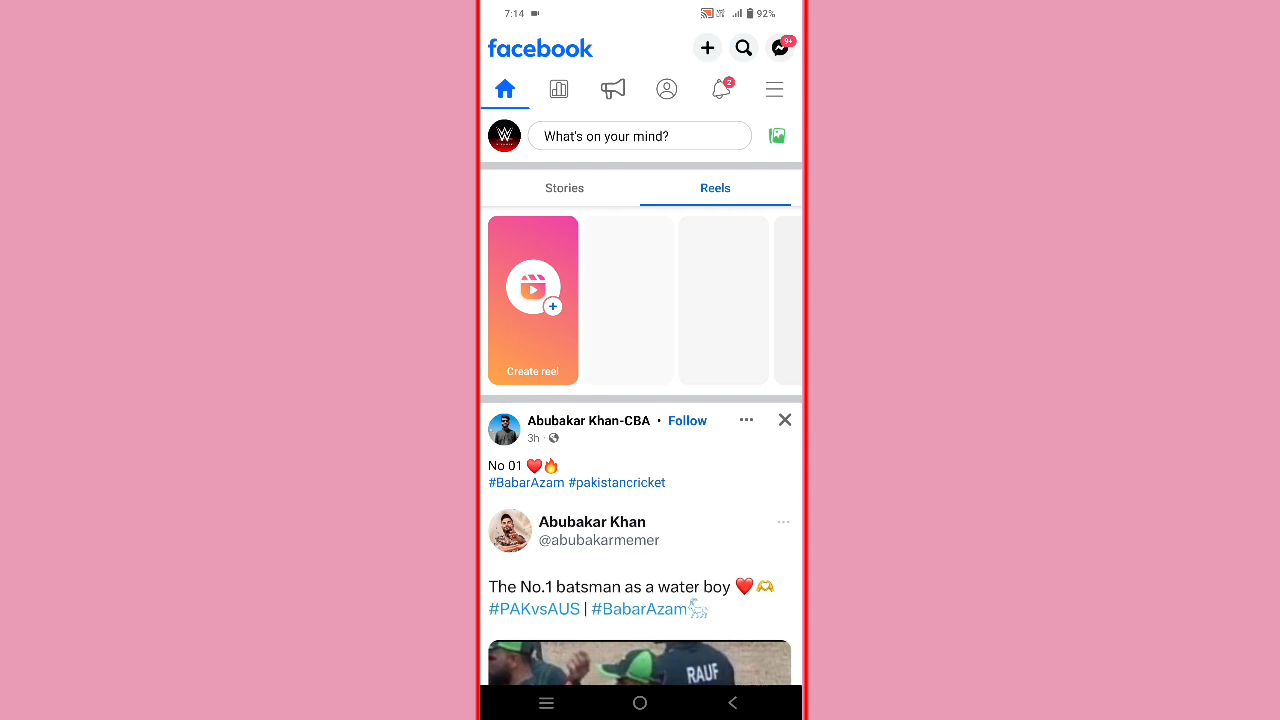 7:14 92%
facebook
9+
2
What's on your mind?
Stories Reels
Create reel
Abubakar Khan-CBA • Follow
3h ·
No 01 ❤️🔥
#BabarAzam #pakistancricket
Abubakar Khan
@abubakarmemer
The No.1 batsman as a water boy ❤️🫶
#PAKvsAUS | #BabarAzam🐐
RAUF